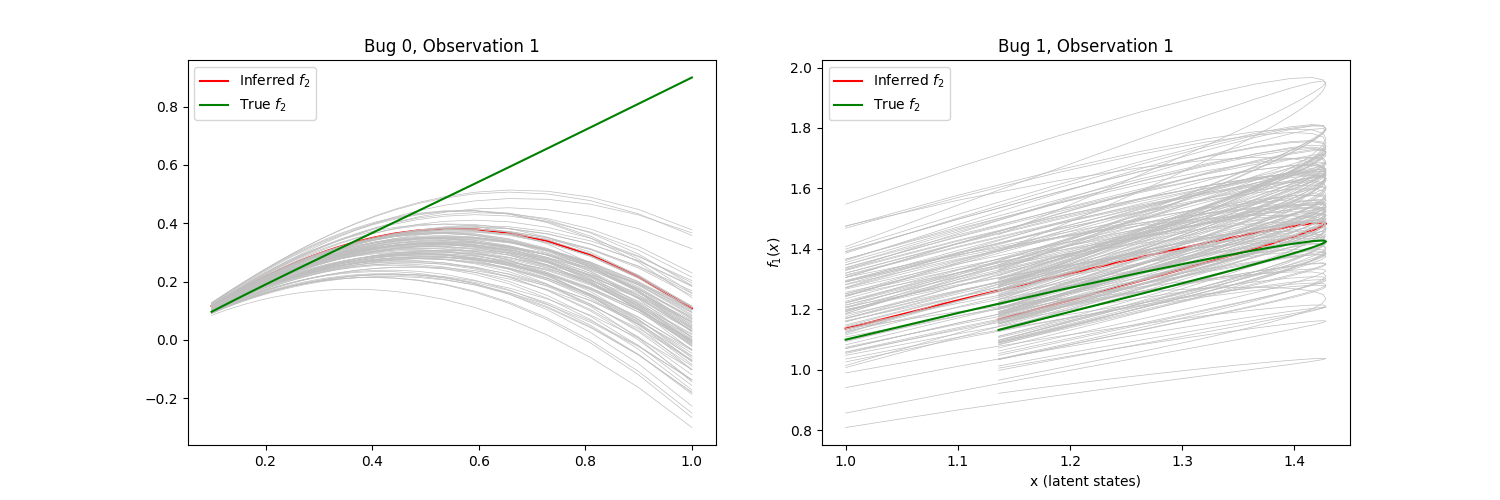 Bug 0, Observation 1
Inferred f₂
True f₂
0.8
0.6
0.4
0.2
0.0
−0.2
0.2
0.4
0.6
0.8
1.0
Bug 1, Observation 1
Inferred f₂
True f₂
f₁(x)
2.0
1.8
1.6
1.4
1.2
1.0
0.8
1.0
1.1
1.2
1.3
1.4
x (latent states)